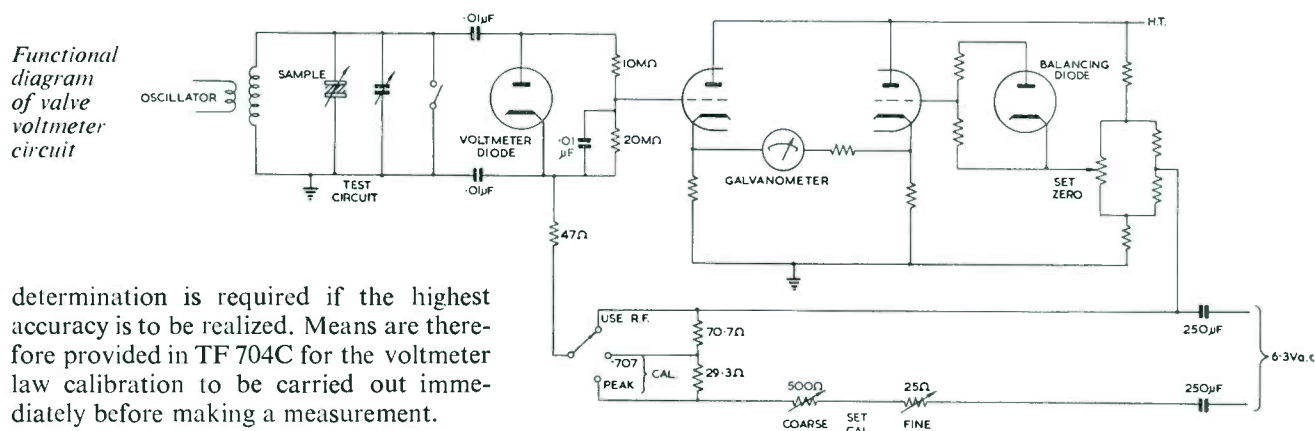 Functional
diagram
of valve
voltmeter
circuit
OSCILLATOR
SAMPLE
TEST
CIRCUIT
·01µF
·01µF
VOLTMETER
DIODE
·01
µF
10MΩ
20MΩ
GALVANOMETER
BALANCING
DIODE
H.T.
SET
ZERO
47Ω
USE R.F.
·707
PEAK
CAL.
70·7Ω
29·3Ω
500Ω
25Ω
COARSE
SET
CAL
FINE
250µF
250µF
6·3Va.c
determination is required if the highest
accuracy is to be realized. Means are there-
fore provided in TF 704C for the voltmeter
law calibration to be carried out imme-
diately before making a measurement.